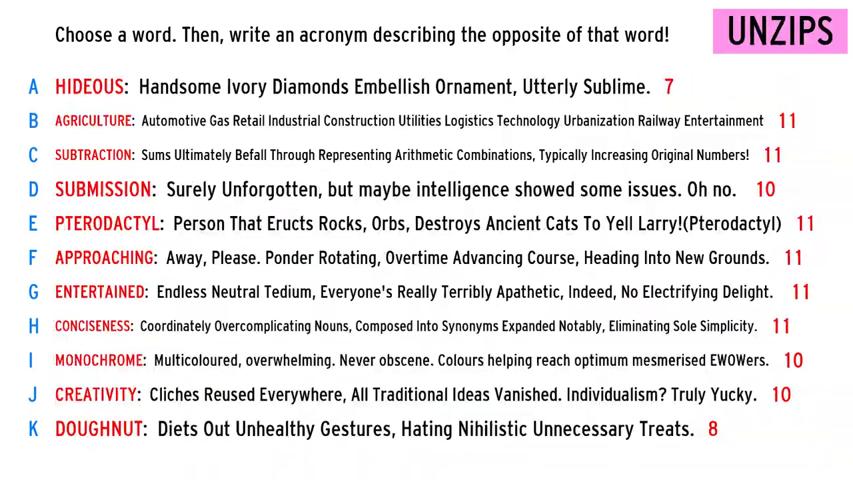 Choose a word. Then, write an acronym describing the opposite of that word!
UNZIPS
A HIDEOUS: Handsome Ivory Diamonds Embellish Ornament, Utterly Sublime. 7
B AGRICULTURE: Automotive Gas Retail Industrial Construction Utilities Logistics Technology Urbanization Railway Entertainment 11
C SUBTRACTION: Sums Ultimately Befall Through Representing Arithmetic Combinations, Typically Increasing Original Numbers! 11
D SUBMISSION: Surely Unforgotten, but maybe intelligence showed some issues. Oh no. 10
E PTERODACTYL: Person That Eructs Rocks, Orbs, Destroys Ancient Cats To Yell Larry!(Pterodactyl) 11
F APPROACHING: Away, Please. Ponder Rotating, Overtime Advancing Course, Heading Into New Grounds. 11
G ENTERTAINED: Endless Neutral Tedium, Everyone's Really Terribly Apathetic, Indeed, No Electrifying Delight. 11
H CONCISENESS: Coordinately Overcomplicating Nouns, Composed Into Synonyms Expanded Notably, Eliminating Sole Simplicity. 11
I MONOCHROME: Multicoloured, overwhelming. Never obscene. Colours helping reach optimum mesmerised EWOWers. 10
J CREATIVITY: Cliches Reused Everywhere, All Traditional Ideas Vanished. Individualism? Truly Yucky. 10
K DOUGHNUT: Diets Out Unhealthy Gestures, Hating Nihilistic Unnecessary Treats. 8